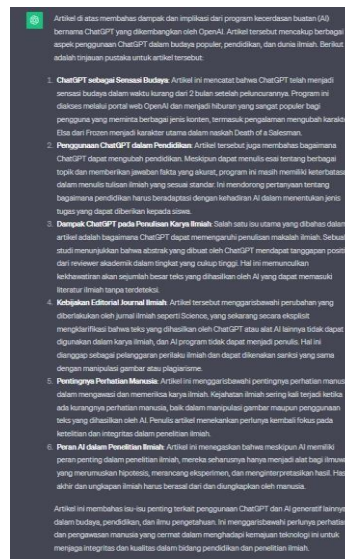 Artikel di atas membahas dampak dan implikasi dari program kecerdasan buatan (AI)
bernama ChatGPT yang dikembangkan oleh OpenAI. Artikel tersebut mencakup berbagai
aspek penggunaan ChatGPT dalam budaya populer, pendidikan, dan dunia ilmiah. Berikut
adalah tinjauan pustaka untuk artikel tersebut:
1. ChatGPT sebagai Sensasi Budaya: Artikel ini mencatat bahwa ChatGPT telah menjadi
sensasi budaya dalam waktu kurang dari 2 bulan setelah peluncurannya. Program ini
diakses melalui portal web OpenAI dan menjadi hiburan yang sangat populer bagi
pengguna yang meminta berbagai jenis konten, termasuk pengalaman mengubah karakt
Elsa dari Frozen menjadi karakter utama dalam naskah Death of a Salesman.
2. Penggunaan ChatGPT dalam Pendidikan: Artikel tersebut juga membahas bagaimana
ChatGPT dapat mengubah pendidikan. Meskipun dapat menulis esai tentang berbagai
topik dan memberikan jawaban fakta yang akurat, program ini masih memiliki keterbatasa
dalam menulis tulisan ilmiah yang sesuai standar. Ini mendorong pertanyaan tentang
bagaimana pendidikan harus beradaptasi dengan kehadiran AI dalam menentukan jenis
tugas yang dapat diberikan kepada siswa.
3. Dampak ChatGPT pada Penulisan Karya Ilmiah: Salah satu isu utama yang dibahas dalam
artikel adalah bagaimana ChatGPT dapat memengaruhi penulisan makalah ilmiah. Sebual
studi menunjukkan bahwa abstrak yang dibuat oleh ChatGPT mendapat tanggapan positi
dari reviewer akademik dalam tingkat yang cukup tinggi. Hal ini memunculkan
kekhawatiran akan sejumlah besar teks yang dihasilkan oleh AI yang dapat memasuki
literatur ilmiah tanpa terdeteksi.
4. Kebijakan Editorial Journal Ilmiah: Artikel tersebut menggarisbawahi perubahan yang
diberlakukan oleh jurnal ilmiah seperti Science, yang sekarang secara eksplisit
mengklarifikasi bahwa teks yang dihasilkan oleh ChatGPT atau alat AI lainnya tidak dapat
digunakan dalam karya ilmiah, dan AI program tidak dapat menjadi penulis. Hal ini
dianggap sebagai pelanggaran perilaku ilmiah dan dapat dikenakan sanksi yang sama
dengan manipulasi gambar atau plagiarisme.
5. Pentingnya Perhatian Manusia: Artikel ini menggarisbawahi pentingnya perhatian manus
dalam mengawasi dan memeriksa karya ilmiah. Kejahatan ilmiah sering kali terjadi ketika
ada kurangnya perhatian manusia, baik dalam manipulasi gambar maupun penggunaan
teks yang dihasilkan oleh AI. Penulis artikel menekankan perlunya kembali fokus pada
ketelitian dan integritas dalam penelitian ilmiah.
6. Peran AI dalam Penelitian Ilmiah: Artikel ini menegaskan bahwa meskipun AI memiliki
peran penting dalam penelitian ilmiah, mereka seharusnya hanya menjadi alat bagi ilmuw
yang merumuskan hipotesis, merancang eksperimen, dan menginterpretasikan hasil. Has
akhir dan ungkapan ilmiah harus berasal dari dan diungkapkan oleh manusia.
Artikel ini membahas isu-isu penting terkait penggunaan ChatGPT dan AI generatif lainnya
dalam budaya, pendidikan, dan ilmu pengetahuan. Ini menggarisbawahi perlunya perhatian
dan pengawasan manusia yang cermat dalam menghadapi kemajuan teknologi ini untuk
menjaga integritas dan kualitas dalam bidang pendidikan dan penelitian ilmiah.